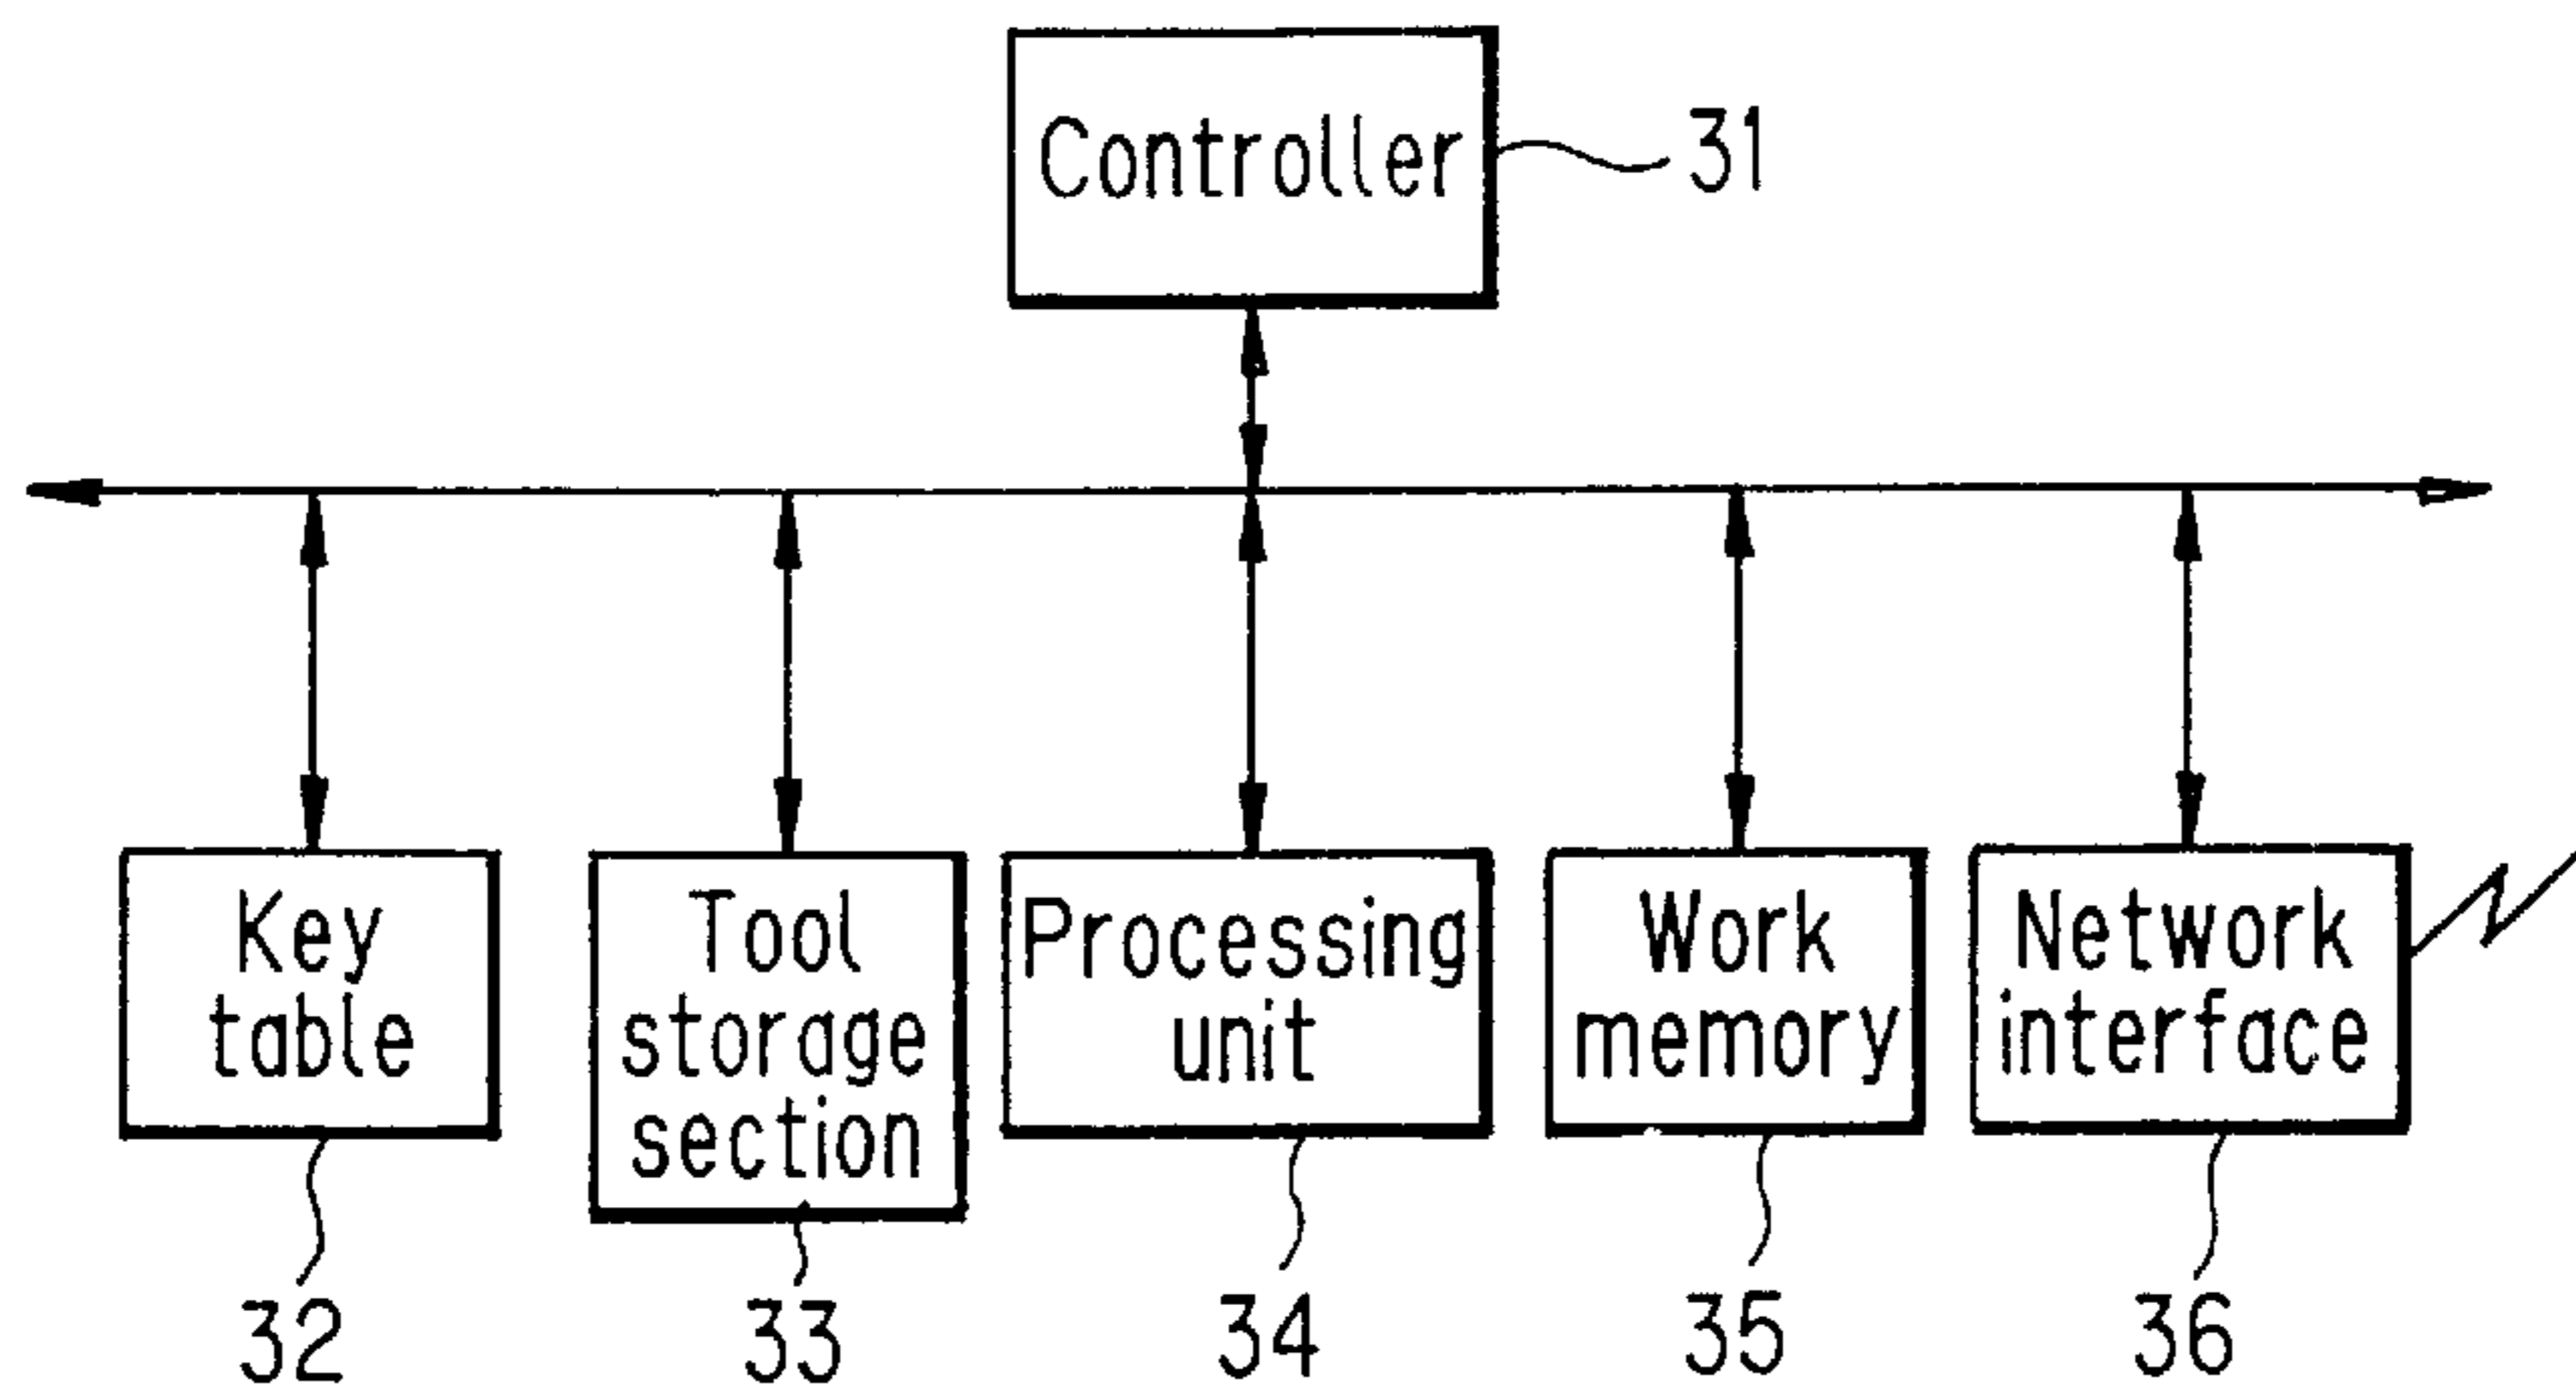 Controller
31
Key
table
Tool
storage
section
Processing
unit
Work
memory
Network
interface
32
33
34
35
36